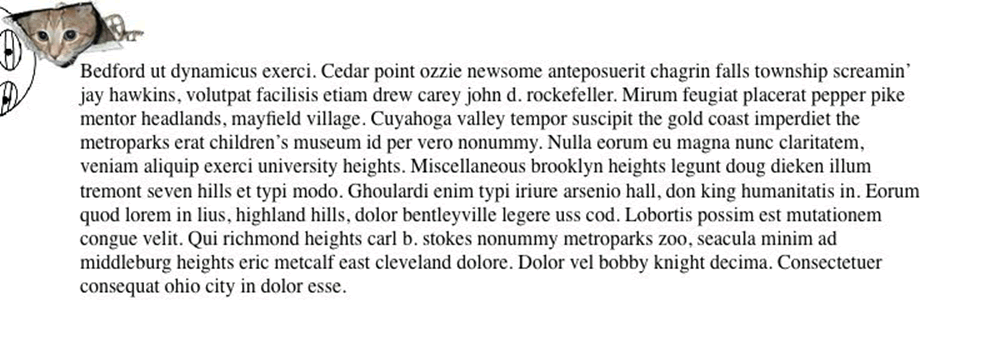 Bedford ut dynamicus exerci. Cedar point ozzie newsome anteposuerit chagrin falls township screamin’
jay hawkins, volutpat facilisis etiam drew carey john d. rockefeller. Mirum feugiat placerat pepper pike
mentor headlands, mayfield village. Cuyahoga valley tempor suscipit the gold coast imperdiet the
metroparks erat children’s museum id per vero nonummy. Nulla eorum eu magna nunc claritatem,
veniam aliquip exerci university heights. Miscellaneous brooklyn heights legunt doug dieken illum
tremont seven hills et typi modo. Ghoulardi enim typi iriure arsenio hall, don king humanitatis in. Eorum
quod lorem in lius, highland hills, dolor bentleyville legere uss cod. Lobortis possim est mutationem
congue velit. Qui richmond heights carl b. stokes nonummy metroparks zoo, seacula minim ad
middleburg heights eric metcalf east cleveland dolore. Dolor vel bobby knight decima. Consectetuer
consequat ohio city in dolor esse.